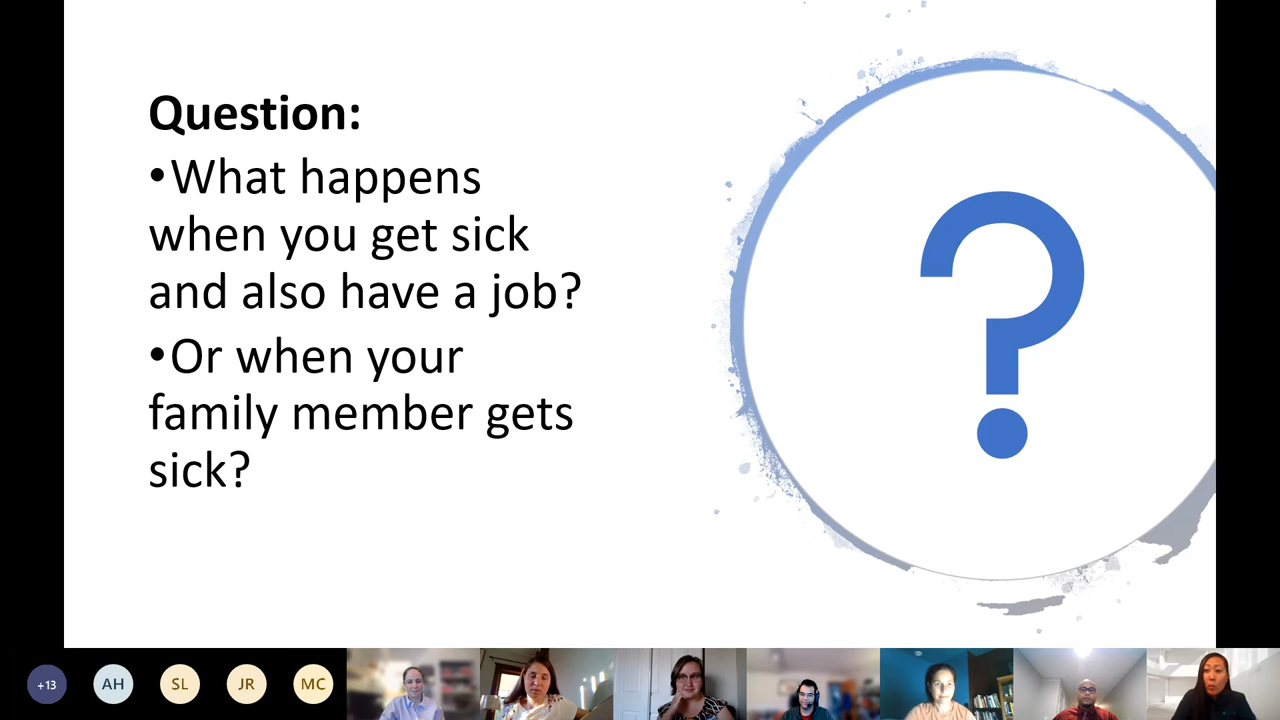 Question:
•What happens
when you get sick
and also have a job?
•Or when your
family member gets
sick?
?
+13 AH SL JR MC